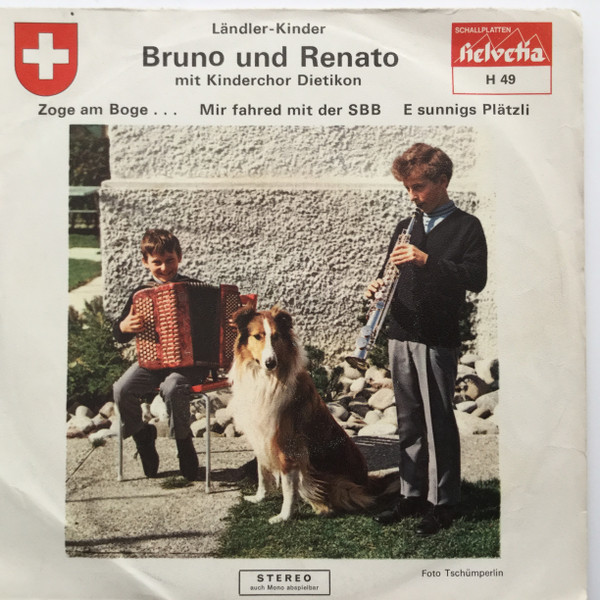 Ländler-Kinder
Bruno und Renato
mit Kinderchor Dietikon
SCHALLPLATTEN
Helvetia
H 49
Zoge am Boge . . . Mir fahred mit der SBB E sunnigs Plätzli
STEREO
auch Mono abspielbar
Foto Tschümperlin